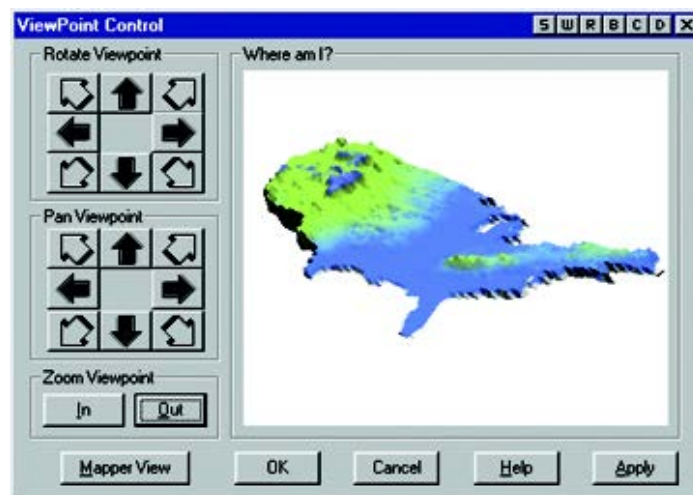 ViewPoint Control
S W R B C D X
Rotate Viewpoint
Where am I?
Pan Viewpoint
Zoom Viewpoint
In
Out
Mapper View
OK
Cancel
Help
Apply